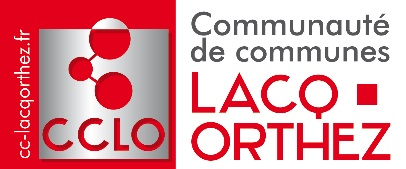 cc-lacqorthez.fr
CCLO
Communauté
de communes
LACQ
ORTHEZ